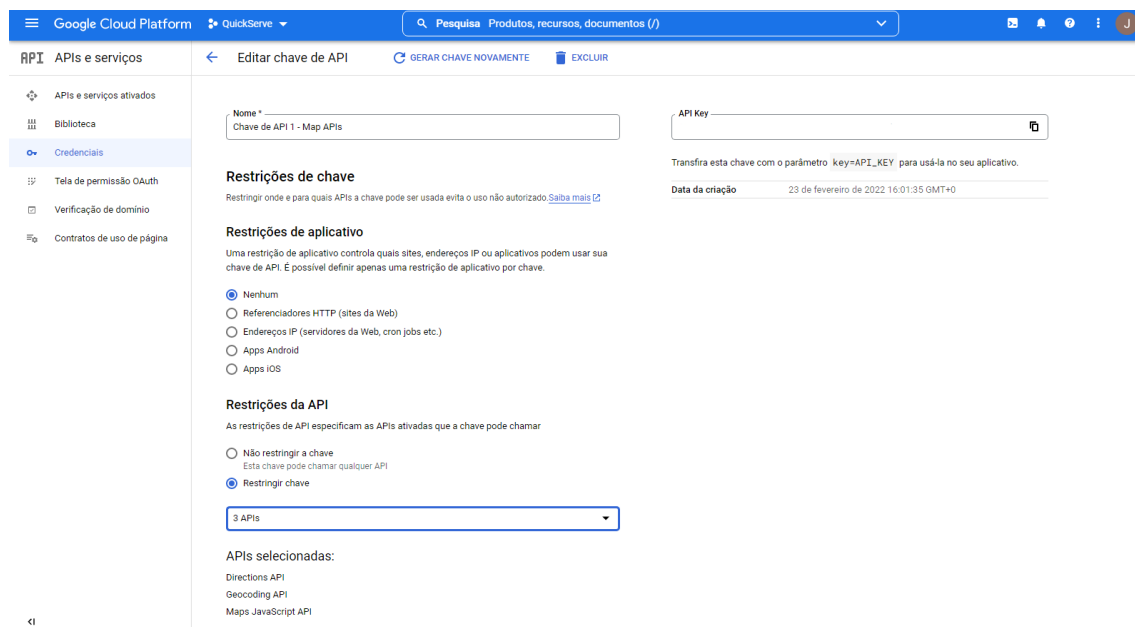 Google Cloud Platform
QuickServe
Pesquisa Produtos, recursos, documentos (/)
J
API APIs e serviços
Editar chave de API
GERAR CHAVE NOVAMENTE
EXCLUIR
APIs e serviços ativados
Biblioteca
Credenciais
Tela de permissão OAuth
Verificação de domínio
Contratos de uso de página
Nome *
Chave de API 1 - Map APIs
Restrições de chave
Restringir onde e para quais APIs a chave pode ser usada evita o uso não autorizado. Saiba mais
Restrições de aplicativo
Uma restrição de aplicativo controla quais sites, endereços IP ou aplicativos podem usar sua
chave de API. É possível definir apenas uma restrição de aplicativo por chave.
Nenhum
Referenciadores HTTP (sites da Web)
Endereços IP (servidores da Web, cron jobs etc.)
Apps Android
Apps iOS
Restrições da API
As restrições de API especificam as APIs ativadas que a chave pode chamar
Não restringir a chave
Esta chave pode chamar qualquer API
Restringir chave
3 APIs
APIs selecionadas:
Directions API
Geocoding API
Maps JavaScript API
API Key
Transfira esta chave com o parâmetro key=API_KEY para usá-la no seu aplicativo.
Data da criação 23 de fevereiro de 2022 16:01:35 GMT+0